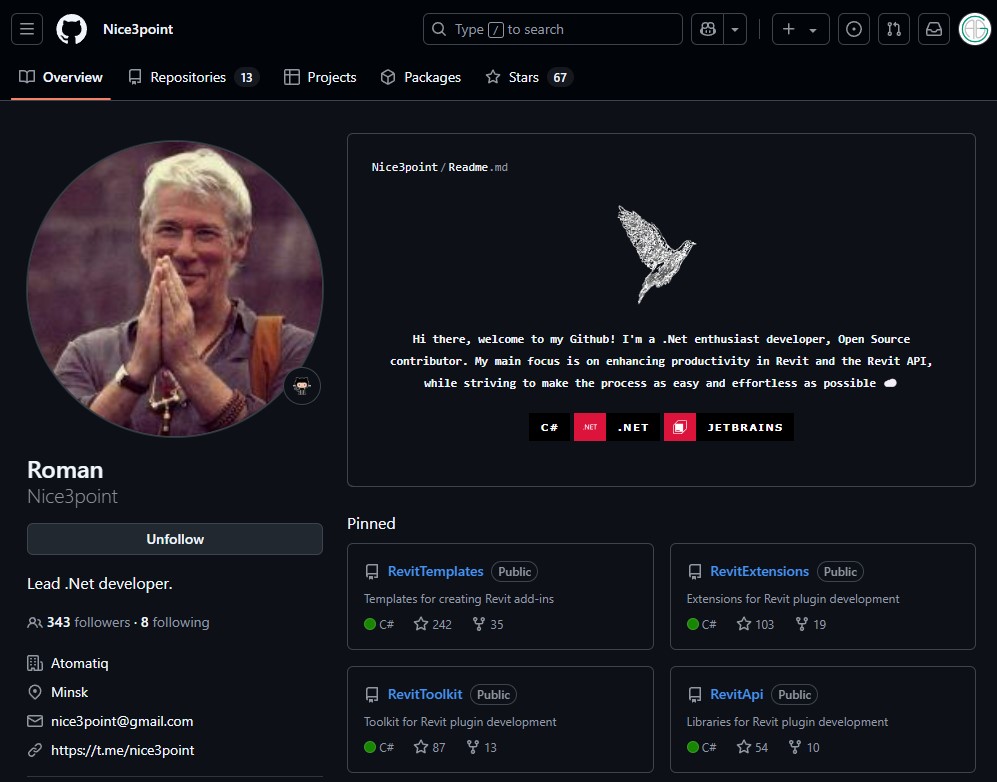 Nice3point
Type / to search
Overview
Repositories 13
Projects
Packages
Stars 67
Nice3point/Readme.md
Hi there, welcome to my Github! I'm a .Net enthusiast developer, Open Source
contributor. My main focus is on enhancing productivity in Revit and the Revit API,
while striving to make the process as easy and effortless as possible
C# .NET .NET JETBRAINS
Roman
Nice3point
Unfollow
Lead .Net developer.
343 followers · 8 following
Atomatiq
Minsk
nice3point@gmail.com
https://t.me/nice3point
Pinned
RevitTemplates Public
Templates for creating Revit add-ins
C# 242 35
RevitExtensions Public
Extensions for Revit plugin development
C# 103 19
RevitToolkit Public
Toolkit for Revit plugin development
C# 87 13
RevitApi Public
Libraries for Revit plugin development
C# 54 10